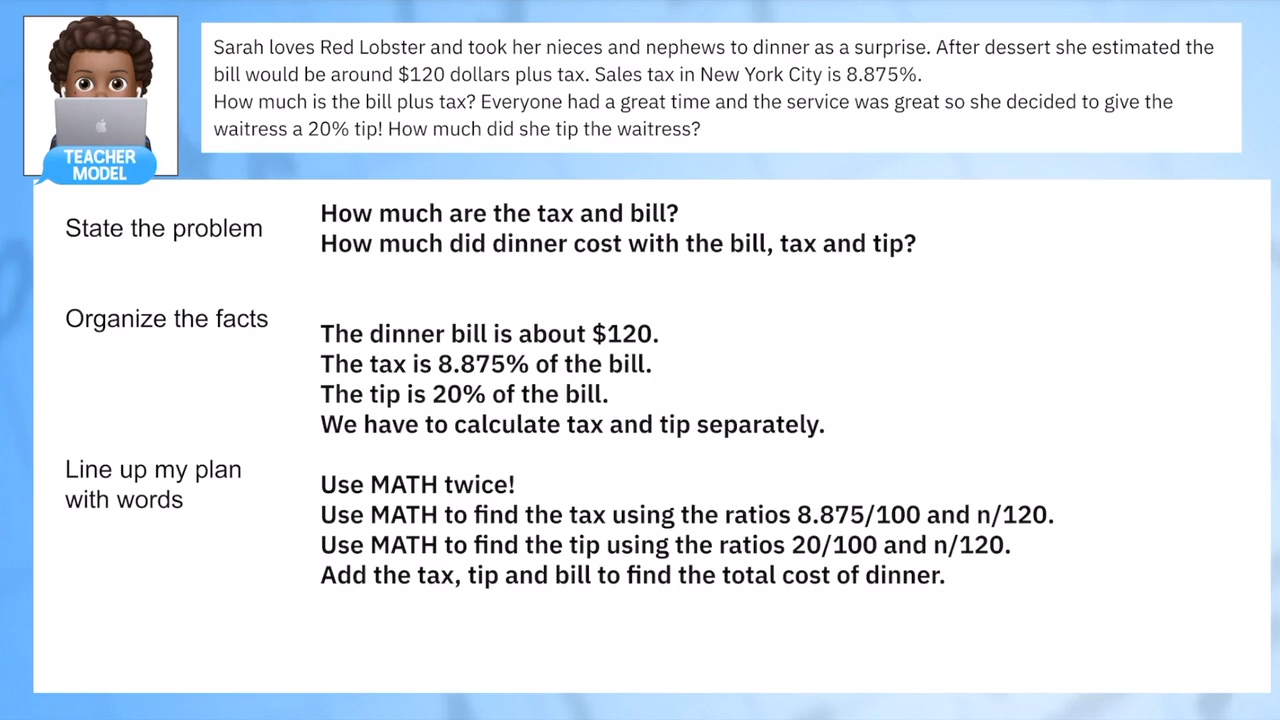 Sarah loves Red Lobster and took her nieces and nephews to dinner as a surprise. After dessert she estimated the
bill would be around $120 dollars plus tax. Sales tax in New York City is 8.875%.
How much is the bill plus tax? Everyone had a great time and the service was great so she decided to give the
waitress a 20% tip! How much did she tip the waitress?
TEACHER
MODEL
State the problem
How much are the tax and bill?
How much did dinner cost with the bill, tax and tip?
Organize the facts
The dinner bill is about $120.
The tax is 8.875% of the bill.
The tip is 20% of the bill.
We have to calculate tax and tip separately.
Line up my plan
with words
Use MATH twice!
Use MATH to find the tax using the ratios 8.875/100 and n/120.
Use MATH to find the tip using the ratios 20/100 and n/120.
Add the tax, tip and bill to find the total cost of dinner.